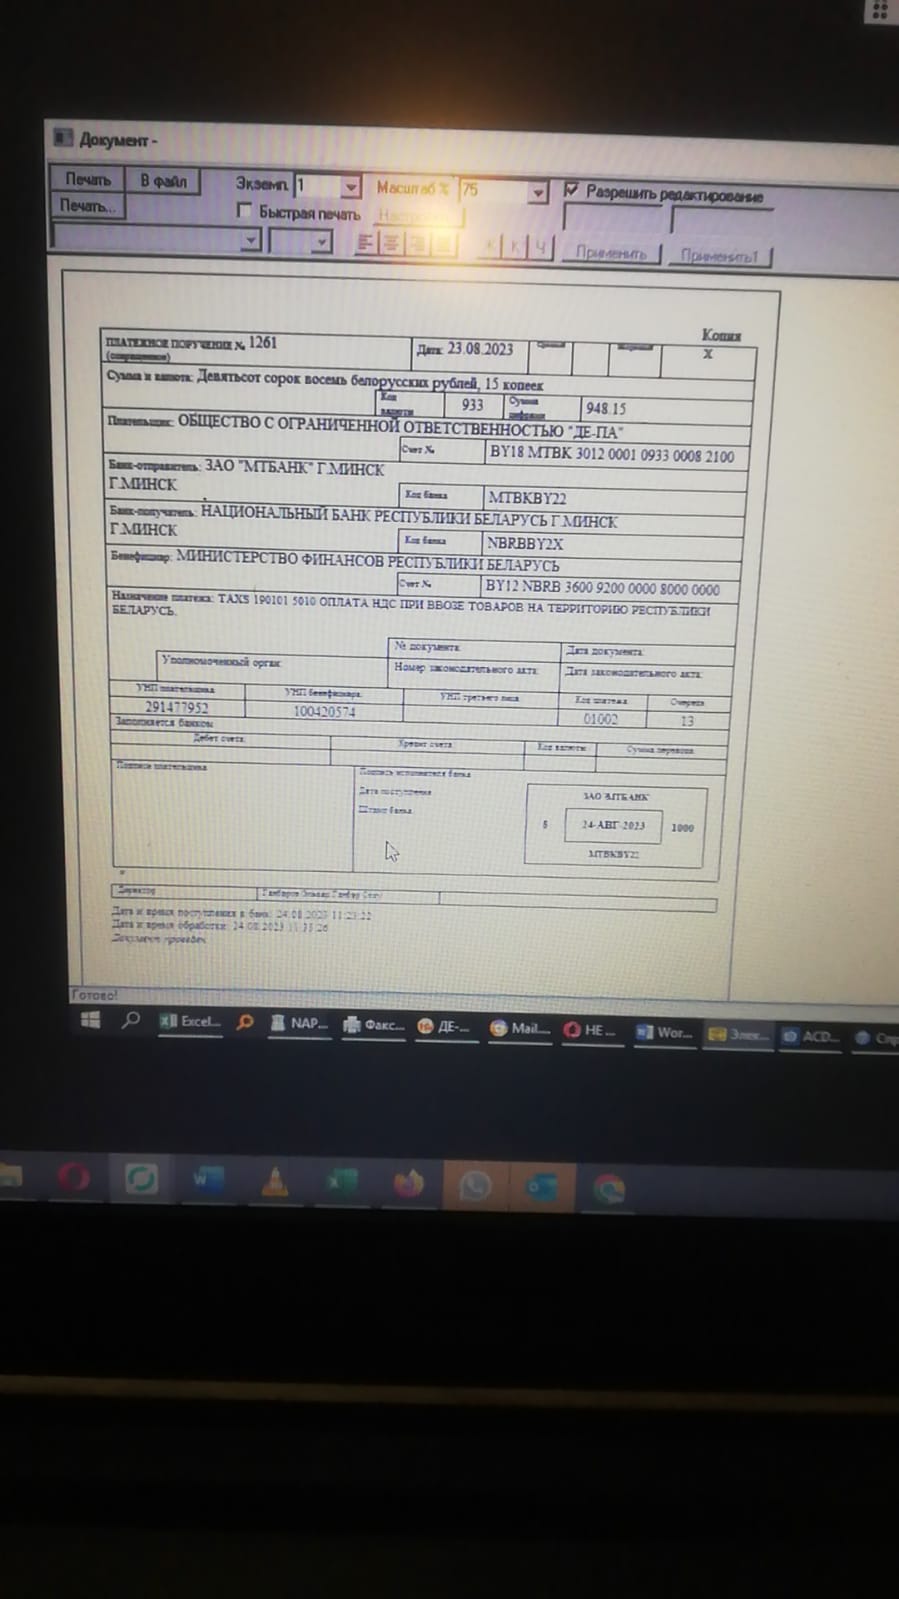 Документ -
Печать В файл Экземп. 1 Масштаб % 75 Разрешить редактирование
Печать... Быстрая печать
Ж К Ч Применить Применить1
Копия
ПЛАТЕЖНОЕ ПОРУЧЕНИЕ № 1261 Дата: 23.08.2023 X
Сумма и валюта: Девятьсот сорок восемь белорусских рублей, 15 копеек
Код валюты 933 Сумма цифрами 948.15
Плательщик: ОБЩЕСТВО С ОГРАНИЧЕННОЙ ОТВЕТСТВЕННОСТЬЮ "ДЕ-ПА"
Счет № BY18 MTBK 3012 0001 0933 0008 2100
Банк-отправитель: ЗАО "МТБАНК" Г.МИНСК
Г.МИНСК
Код банка MTBKBY22
Банк-получатель: НАЦИОНАЛЬНЫЙ БАНК РЕСПУБЛИКИ БЕЛАРУСЬ Г.МИНСК
Г.МИНСК
Код банка NBRBBY2X
Бенефициар: МИНИСТЕРСТВО ФИНАНСОВ РЕСПУБЛИКИ БЕЛАРУСЬ
Счет № BY12 NBRB 3600 9200 0000 8000 0000
Назначение платежа: TAXS 190101 5010 ОПЛАТА НДС ПРИ ВВОЗЕ ТОВАРОВ НА ТЕРРИТОРИЮ РЕСПУБЛИКИ
БЕЛАРУСЬ.
№ документа Дата документа
Уполномоченный орган: Номер законодательного акта: Дата законодательного акта:
УНП плательщика УНП бенефициара УНП третьего лица Код платежа Очередь
291477952 100420574 01002 13
Заполняется банком
Дебет счета Кредит счета Код валюты Сумма перевода
Подпись плательщика Подпись исполнителя банка
Дата поступления
Штамп банка
ЗАО "МТБАНК"
6 24-АВГ-2023 1000
MTBKBY22
Директор
Дата и время поступления в банк: 24.08.2023 11:23:22
Дата и время обработки: 24.08.2023 11:33:26
Документ проведен
Готово!
Excel... NAP... Факс... ДЕ-... Mail.... НЕ ... Wor... Элек... ACD... Спр